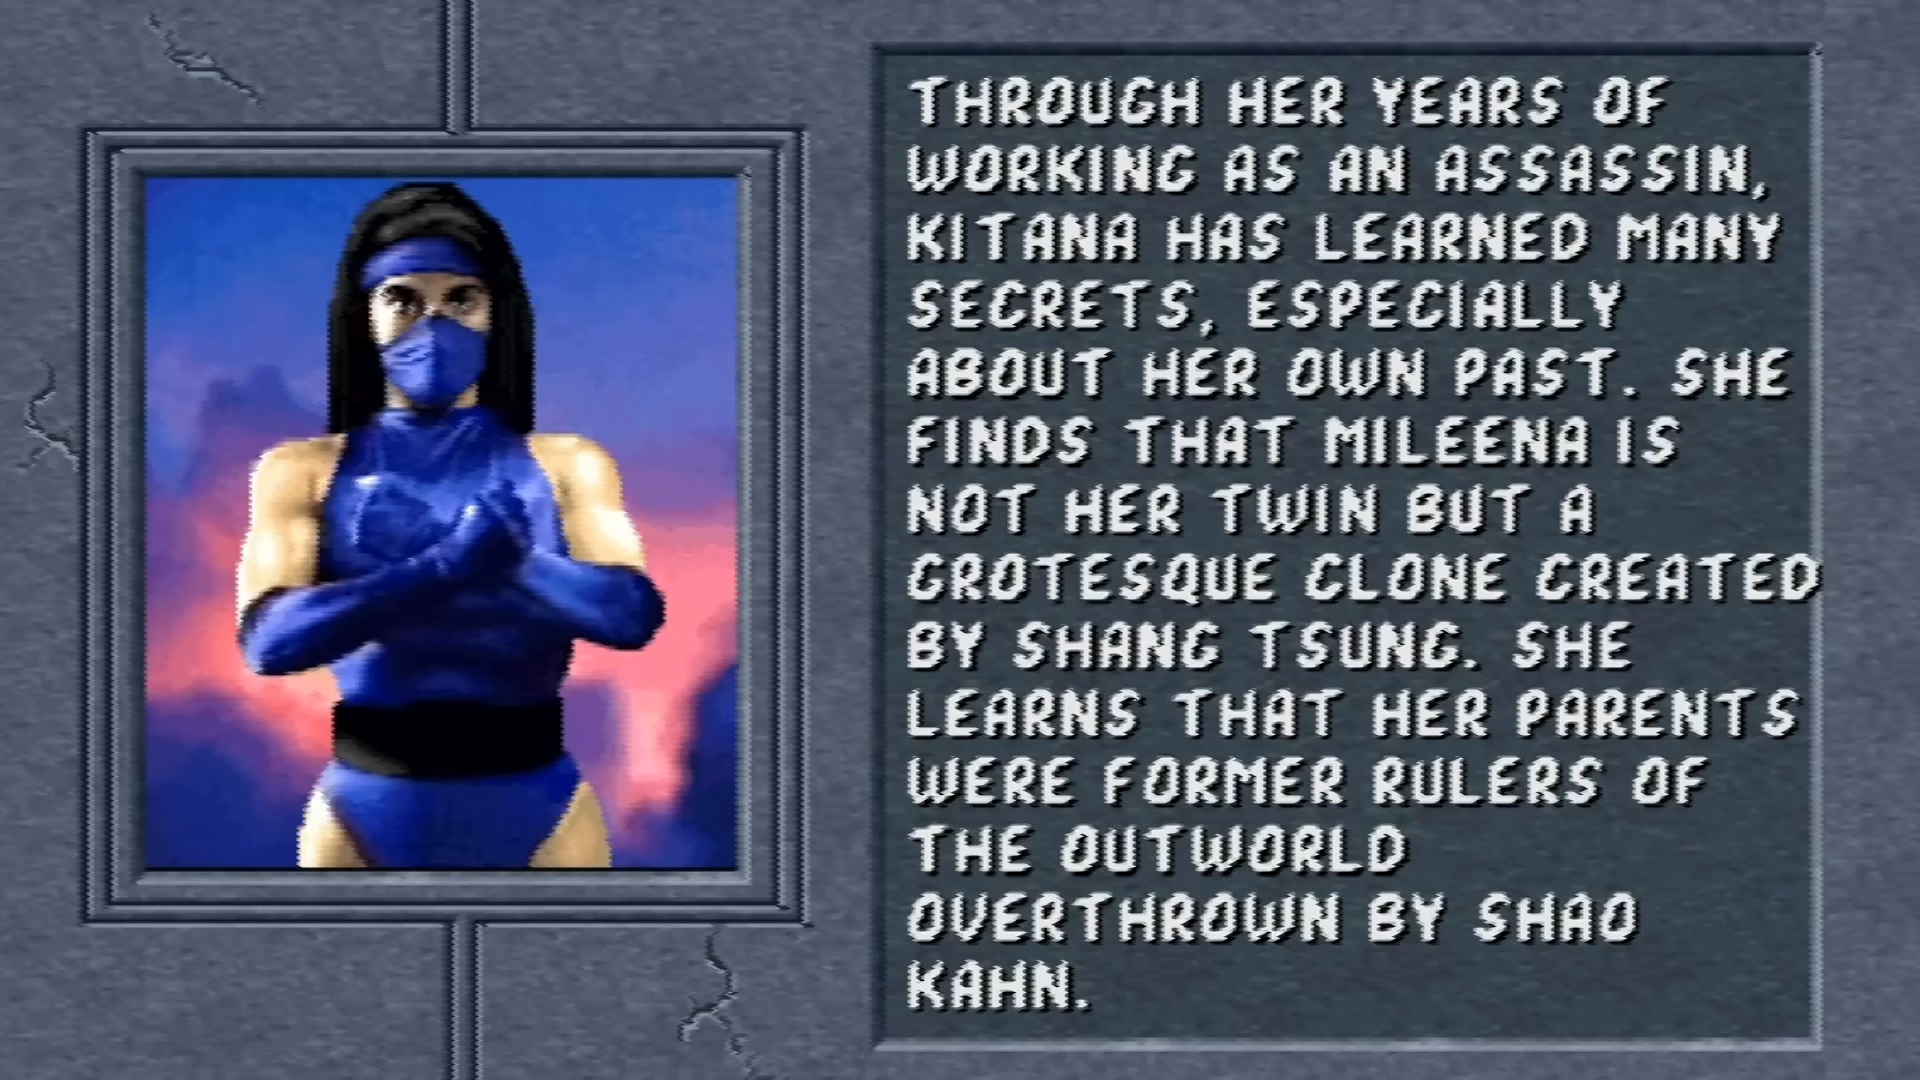 THROUGH HER YEARS OF
WORKING AS AN ASSASSIN,
KITANA HAS LEARNED MANY
SECRETS, ESPECIALLY
ABOUT HER OWN PAST. SHE
FINDS THAT MILEENA IS
NOT HER TWIN BUT A
GROTESQUE CLONE CREATED
BY SHANG TSUNG. SHE
LEARNS THAT HER PARENTS
WERE FORMER RULERS OF
THE OUTWORLD
OVERTHROWN BY SHAO
KAHN.